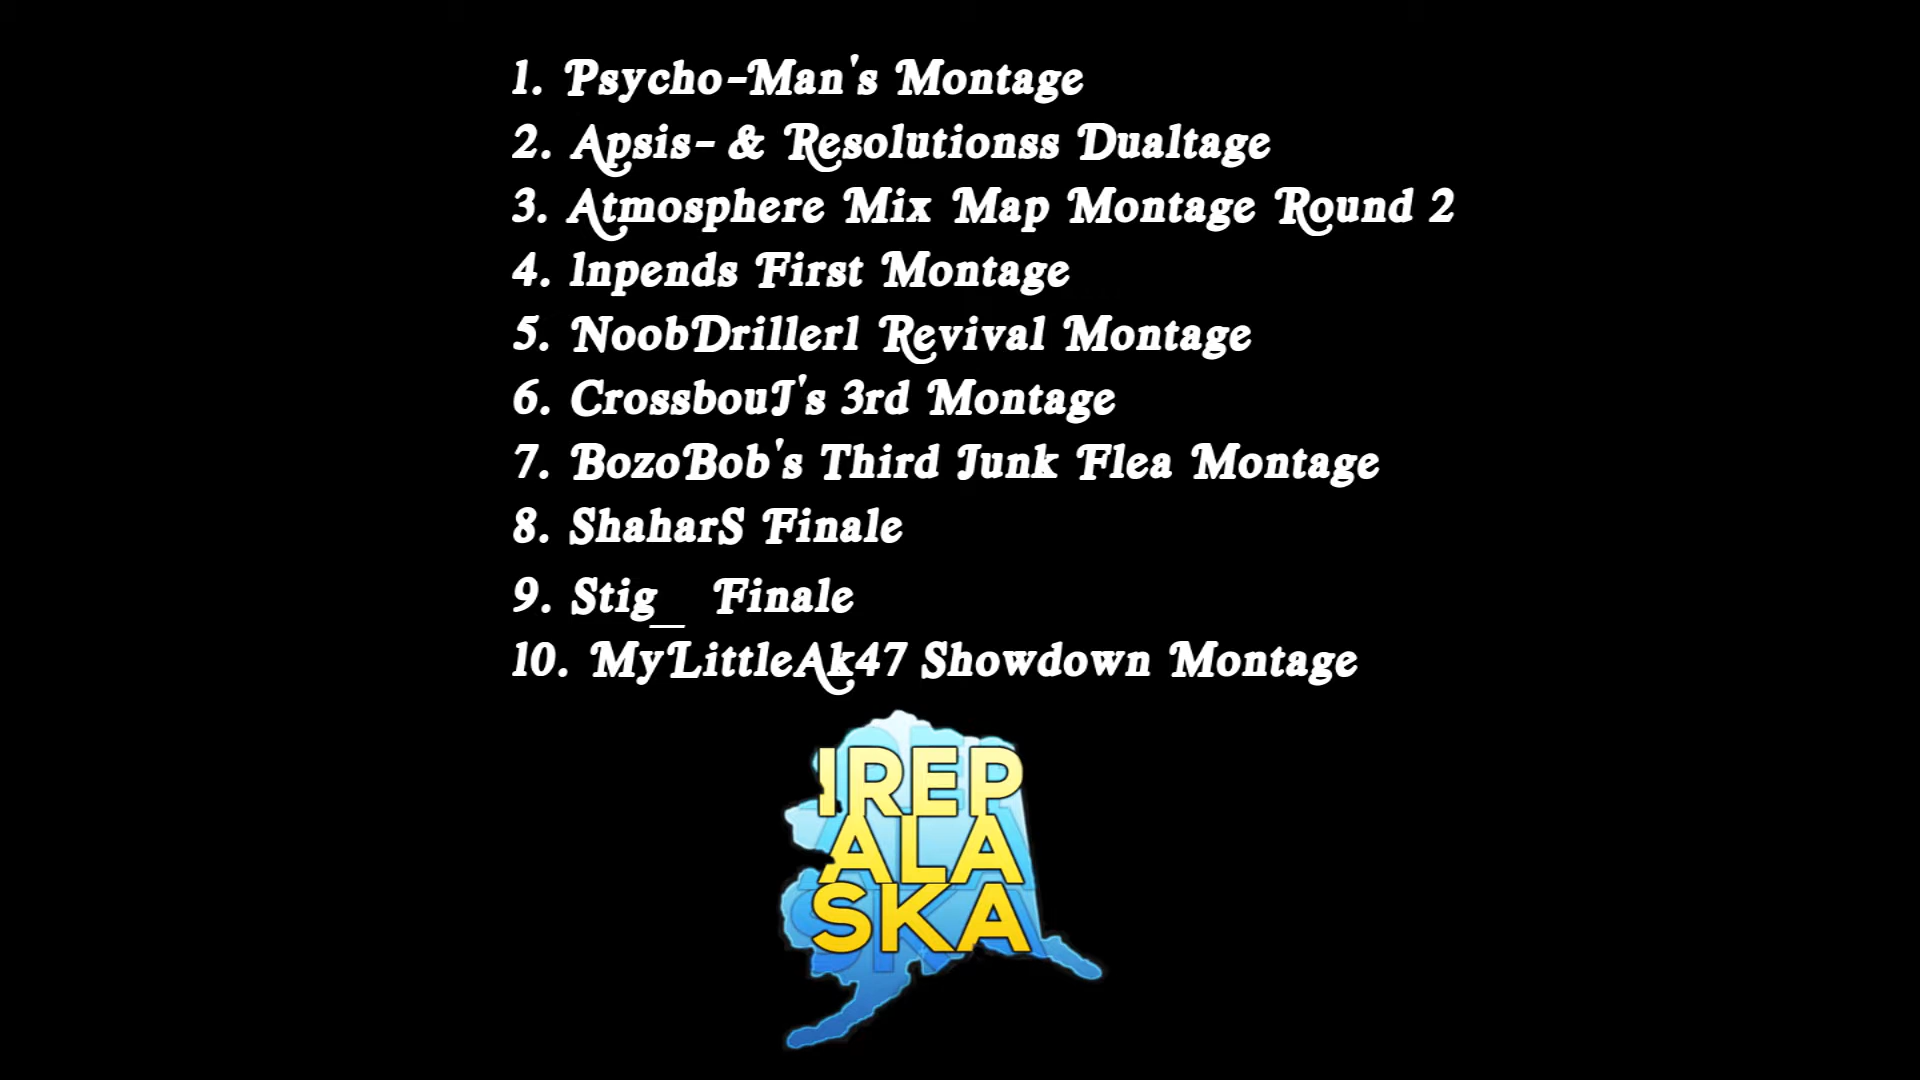 1. Psycho-Man's Montage
2. Apsis- & Resolutionss Dualtage
3. Atmosphere Mix Map Montage Round 2
4. lnpends First Montage
5. NoobDriller1 Revival Montage
6. CrossbouJ's 3rd Montage
7. BozoBob's Third Junk Flea Montage
8. ShaharS Finale
9. Stig_ Finale
10. MyLittleAk47 Showdown Montage
IREP
ALA
SKA